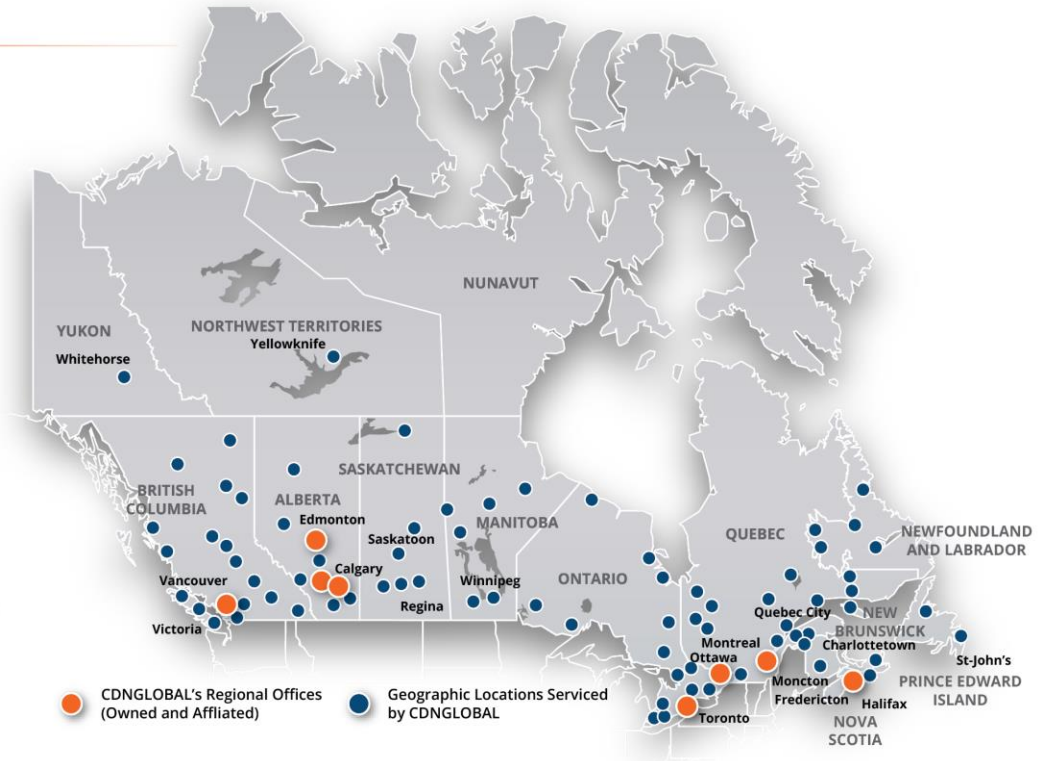 NUNAVUT
YUKON
NORTHWEST TERRITORIES
Yellowknife
Whitehorse
SASKATCHEWAN
BRITISH
COLUMBIA
ALBERTA
Edmonton
Saskatoon
MANITOBA
QUEBEC
NEWFOUNDLAND
AND LABRADOR
Calgary
Vancouver
Winnipeg
ONTARIO
Regina
Victoria
Quebec City
NEW
BRUNSWICK
Montreal
Charlottetown
Ottawa
St-John's
Moncton
PRINCE EDWARD
ISLAND
Fredericton
Halifax
Toronto
NOVA
SCOTIA
CDNGLOBAL's Regional Offices
(Owned and Affliated)
Geographic Locations Serviced
by CDNGLOBAL